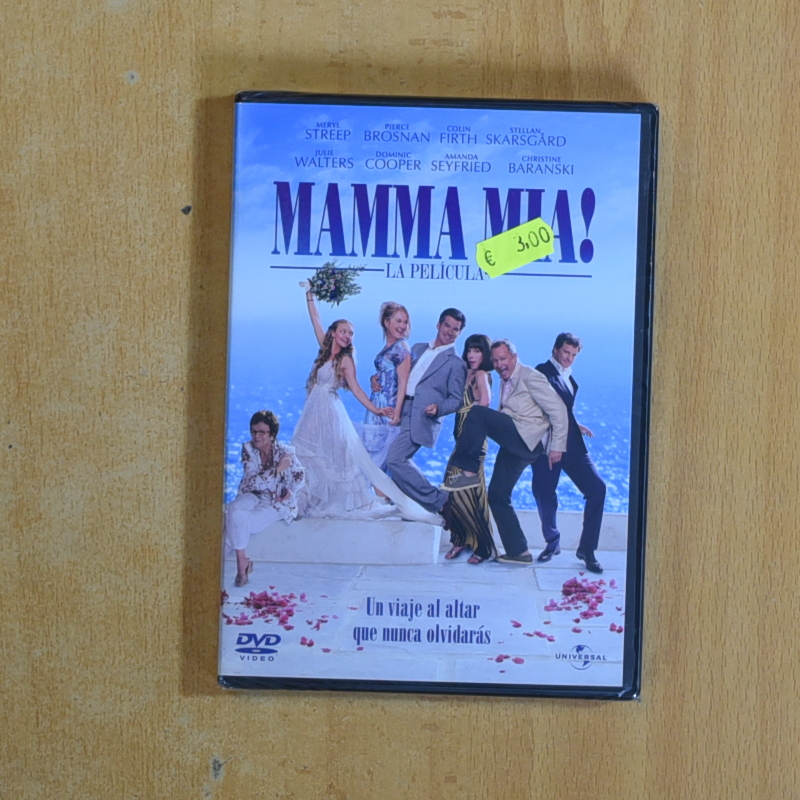 MERYL PIERCE COLIN STELLAN
STREEP BROSNAN FIRTH SKARSGÅRD
JULIE DOMINIC AMANDA CHRISTINE
WALTERS COOPER SEYFRIED BARANSKI
MAMMA MIA!
€ 3,00
LA PELÍCULA
Un viaje al altar
que nunca olvidarás
DVD
VIDEO
UNIVERSAL